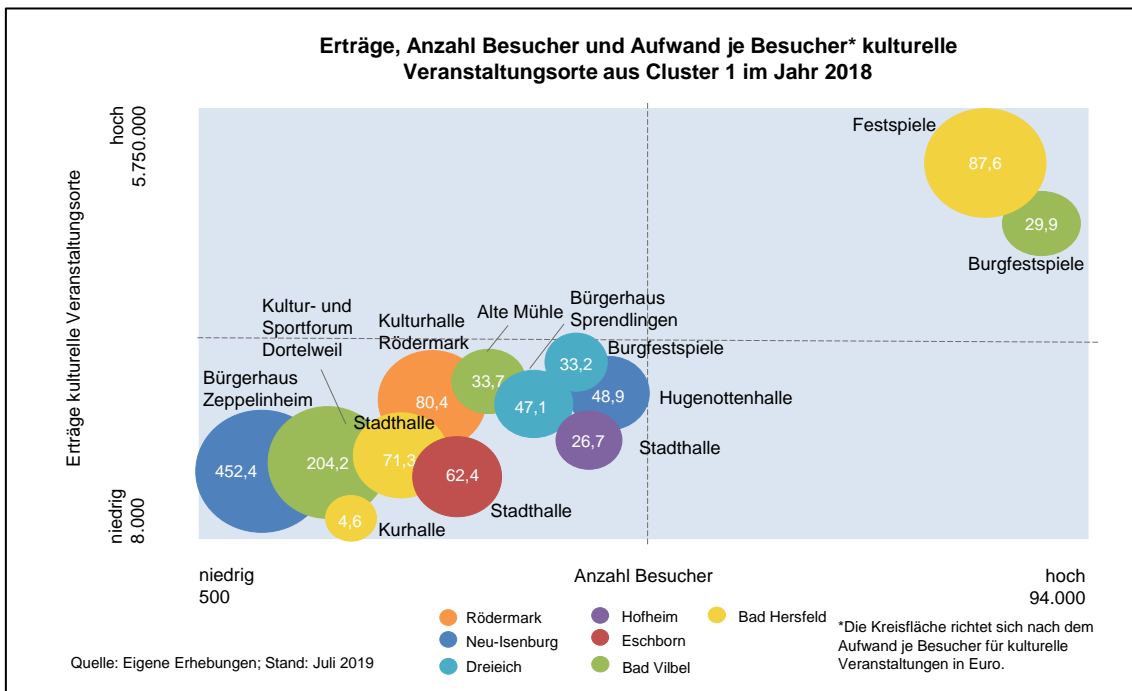 Erträge, Anzahl Besucher und Aufwand je Besucher* kulturelle
Veranstaltungsorte aus Cluster 1 im Jahr 2018
hoch
5.750.000
Erträge kulturelle Veranstaltungsorte
niedrig
8.000
Festspiele
87,6
29,9
Burgfestspiele
Kultur- und
Sportforum
Dortelweil
Kulturhalle
Rödermark
Alte Mühle
Bürgerhaus
Sprendlingen
Burgfestspiele
Bürgerhaus
Zeppelinheim
33,2
33,7
80,4
47,1
48,9
Hugenottenhalle
Stadthalle
26,7
Stadthalle
452,4
204,2
71,3
62,4
Stadthalle
4,6
Kurhalle
niedrig
500
Anzahl Besucher
hoch
94.000
Rödermark
Neu-Isenburg
Dreieich
Hofheim
Eschborn
Bad Vilbel
Bad Hersfeld
*Die Kreisfläche richtet sich nach dem
Aufwand je Besucher für kulturelle
Veranstaltungen in Euro.
Quelle: Eigene Erhebungen; Stand: Juli 2019